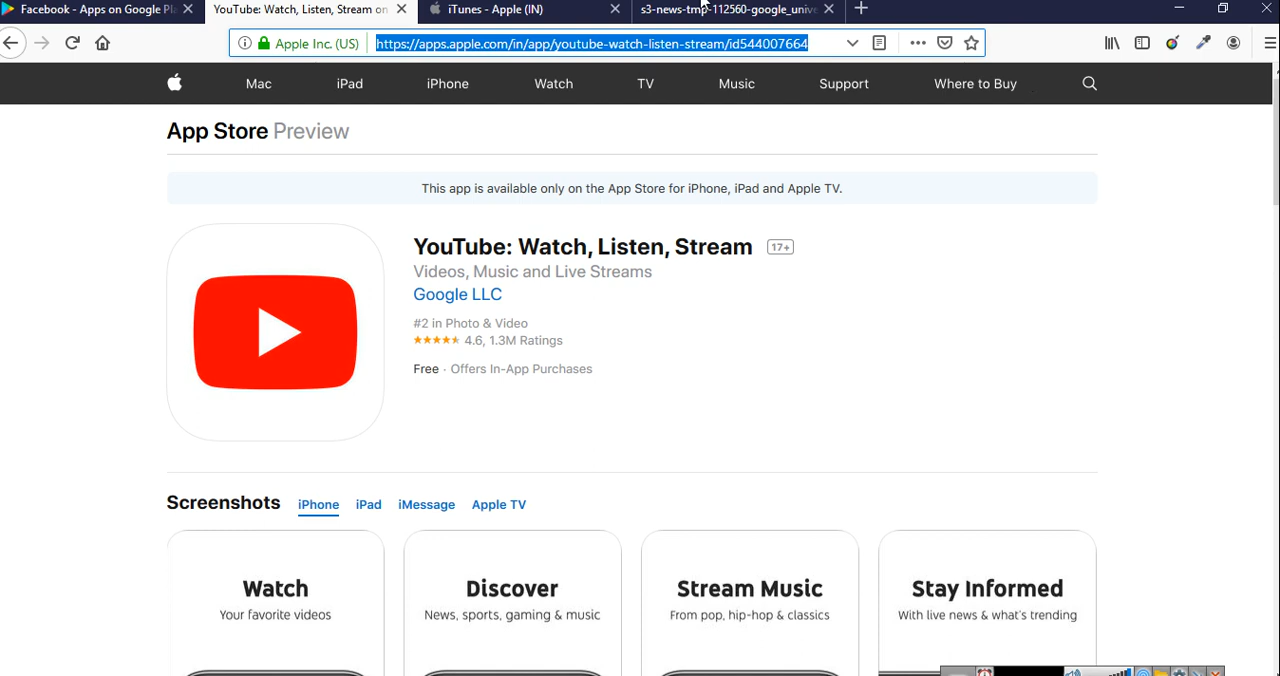 Facebook - Apps on Google Pla
YouTube: Watch, Listen, Stream on
iTunes - Apple (IN)
s3-news-tmp-112560-google_unive
Apple Inc. (US)
https://apps.apple.com/in/app/youtube-watch-listen-stream/id544007664
Mac iPad iPhone Watch TV Music Support Where to Buy
App Store Preview
This app is available only on the App Store for iPhone, iPad and Apple TV.
YouTube: Watch, Listen, Stream 17+
Videos, Music and Live Streams
Google LLC
#2 in Photo & Video
4.6, 1.3M Ratings
Free · Offers In-App Purchases
Screenshots iPhone iPad iMessage Apple TV
Watch
Your favorite videos
Discover
News, sports, gaming & music
Stream Music
From pop, hip-hop & classics
Stay Informed
With live news & what's trending